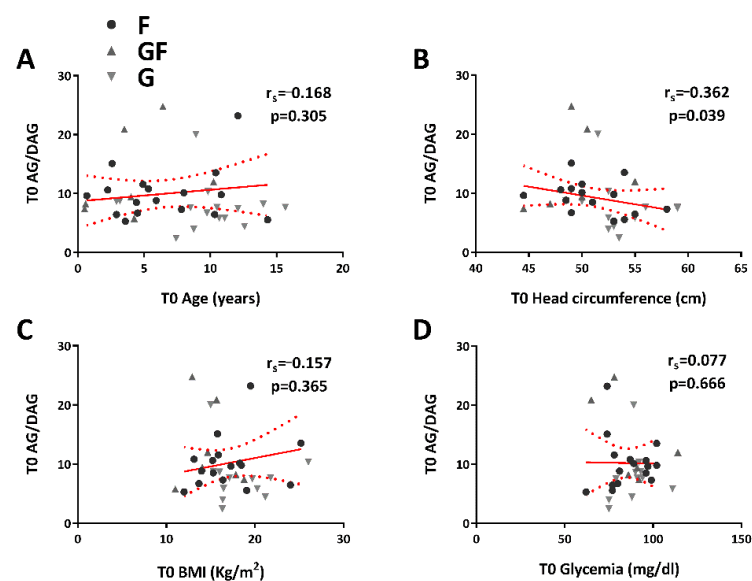 F
GF
G
A
B
30
20
10
0
T0 AG/DAG
rs=-0.168
p=0.305
0 5 10 15 20
T0 Age (years)
30
20
10
0
T0 AG/DAG
rs=-0.362
p=0.039
40 45 50 55 60 65
T0 Head circumference (cm)
C
D
30
20
10
0
T0 AG/DAG
rs=-0.157
p=0.365
0 10 20 30
T0 BMI (Kg/m²)
30
20
10
0
T0 AG/DAG
rs=0.077
p=0.666
0 50 100 150
T0 Glycemia (mg/dl)